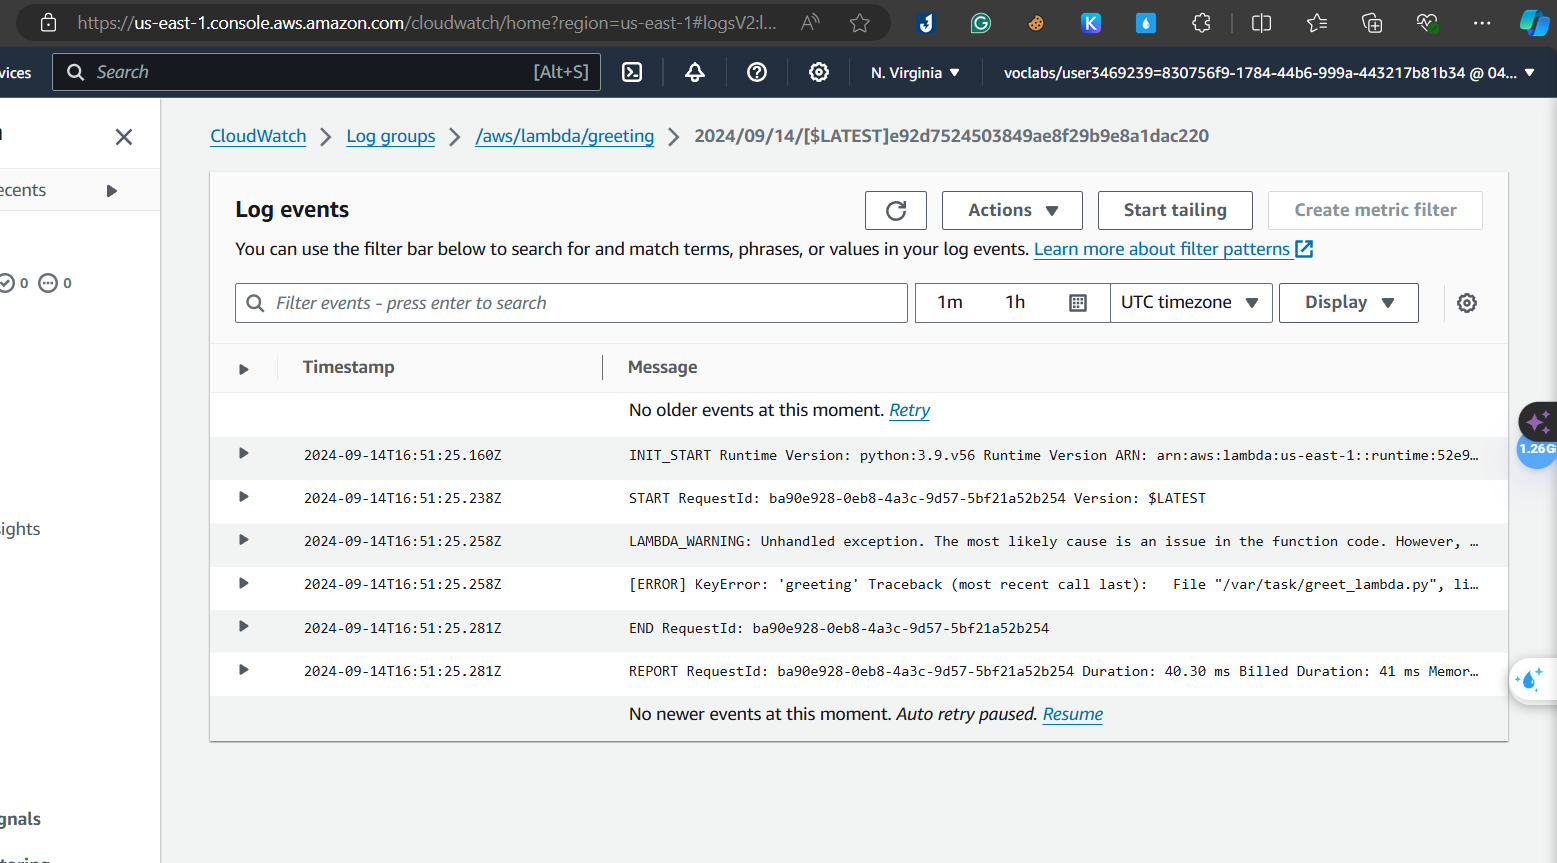 https://us-east-1.console.aws.amazon.com/cloudwatch/home?region=us-east-1#logsV2:l...
vices
Search
[Alt+S]
N. Virginia
voclabs/user3469239=830756f9-1784-44b6-999a-443217b81b34 @ 04...
CloudWatch
Log groups
/aws/lambda/greeting
2024/09/14/[$LATEST]e92d7524503849ae8f29b9e8a1dac220
ecents
0
0
ights
gnals
Log events
Actions
Start tailing
Create metric filter
You can use the filter bar below to search for and match terms, phrases, or values in your log events. Learn more about filter patterns
Filter events - press enter to search
1m
1h
UTC timezone
Display
Timestamp
Message
No older events at this moment. Retry
2024-09-14T16:51:25.160Z INIT_START Runtime Version: python:3.9.v56 Runtime Version ARN: arn:aws:lambda:us-east-1::runtime:52e9…
2024-09-14T16:51:25.238Z START RequestId: ba90e928-0eb8-4a3c-9d57-5bf21a52b254 Version: $LATEST
2024-09-14T16:51:25.258Z LAMBDA_WARNING: Unhandled exception. The most likely cause is an issue in the function code. However, …
2024-09-14T16:51:25.258Z [ERROR] KeyError: 'greeting' Traceback (most recent call last): File "/var/task/greet_lambda.py", li…
2024-09-14T16:51:25.281Z END RequestId: ba90e928-0eb8-4a3c-9d57-5bf21a52b254
2024-09-14T16:51:25.281Z REPORT RequestId: ba90e928-0eb8-4a3c-9d57-5bf21a52b254 Duration: 40.30 ms Billed Duration: 41 ms Memor…
No newer events at this moment. Auto retry paused. Resume
1.26G